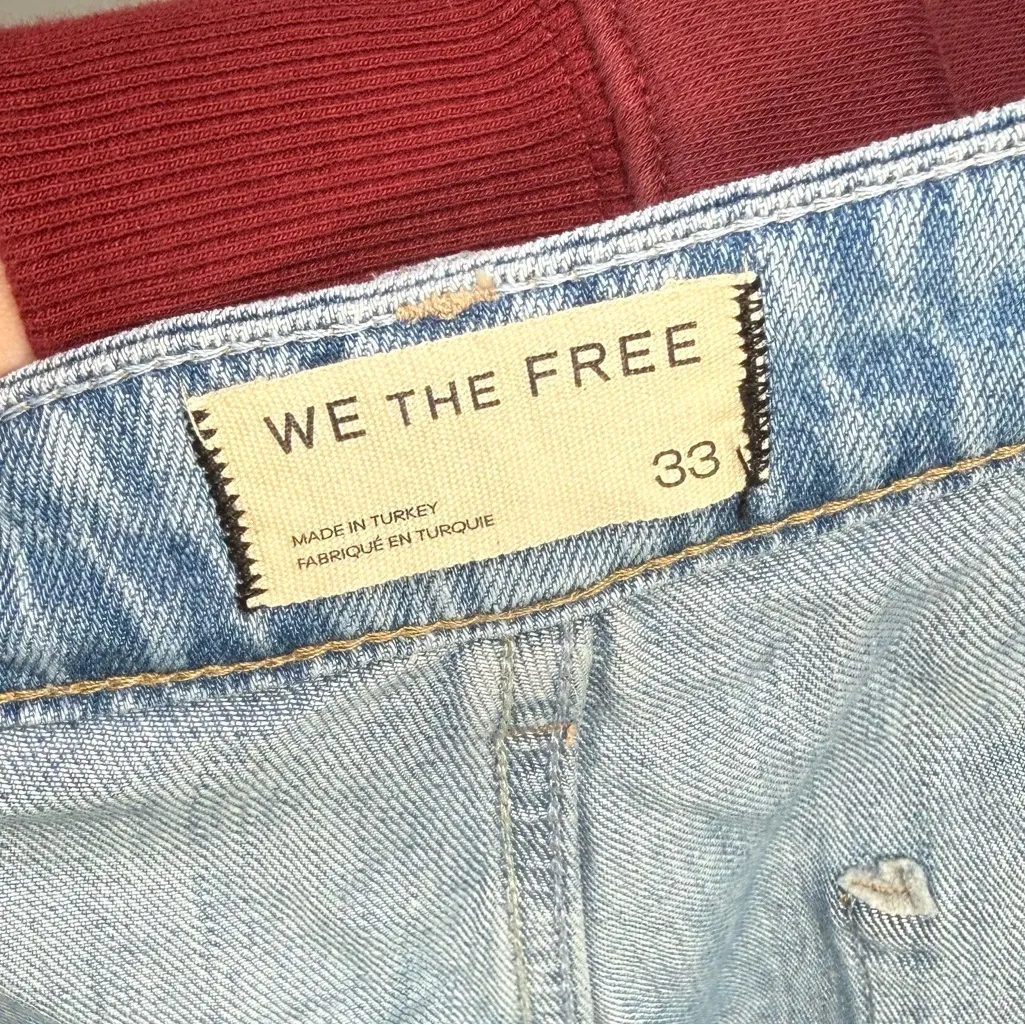 WE THE FREE
33
MADE IN TURKEY
FABRIQUÉ EN TURQUIE